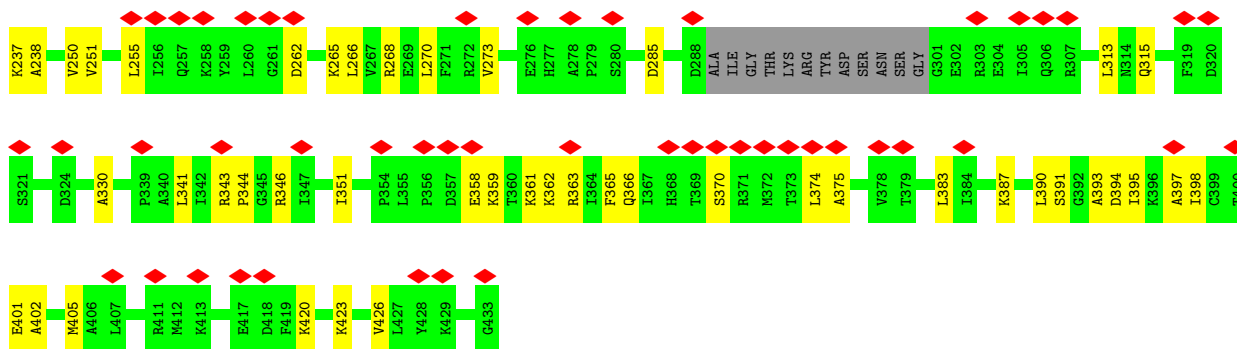 K237 A238 V250 V251 L255 I256 Q257 K258 Y259 L260 G261 D262 K265 L266 V267 R268 E269 L270 F271 R272 V273 E276 H277 A278 P279 S280 D285 D288 ALA ILE GLY THR LYS ARG TYR ASP SER ASN SER GLY G301 E302 R303 E304 I305 Q306 R307 L313 N314 Q315 F319 D320
S321 D324 A330 P339 A340 L341 I342 R343 P344 G345 R346 I347 I351 P354 L355 P356 D357 E358 K359 T360 K361 K362 R363 I364 F365 Q366 I367 H368 T369 S370 R371 M372 T373 L374 A375 V378 T379 L383 I384 K387 L390 S391 G392 A393 D394 I395 K396 A397 I398 C399 T400
E401 A402 M405 A406 L407 R411 M412 K413 E417 D418 F419 K420 K423 V426 L427 Y428 K429 G433